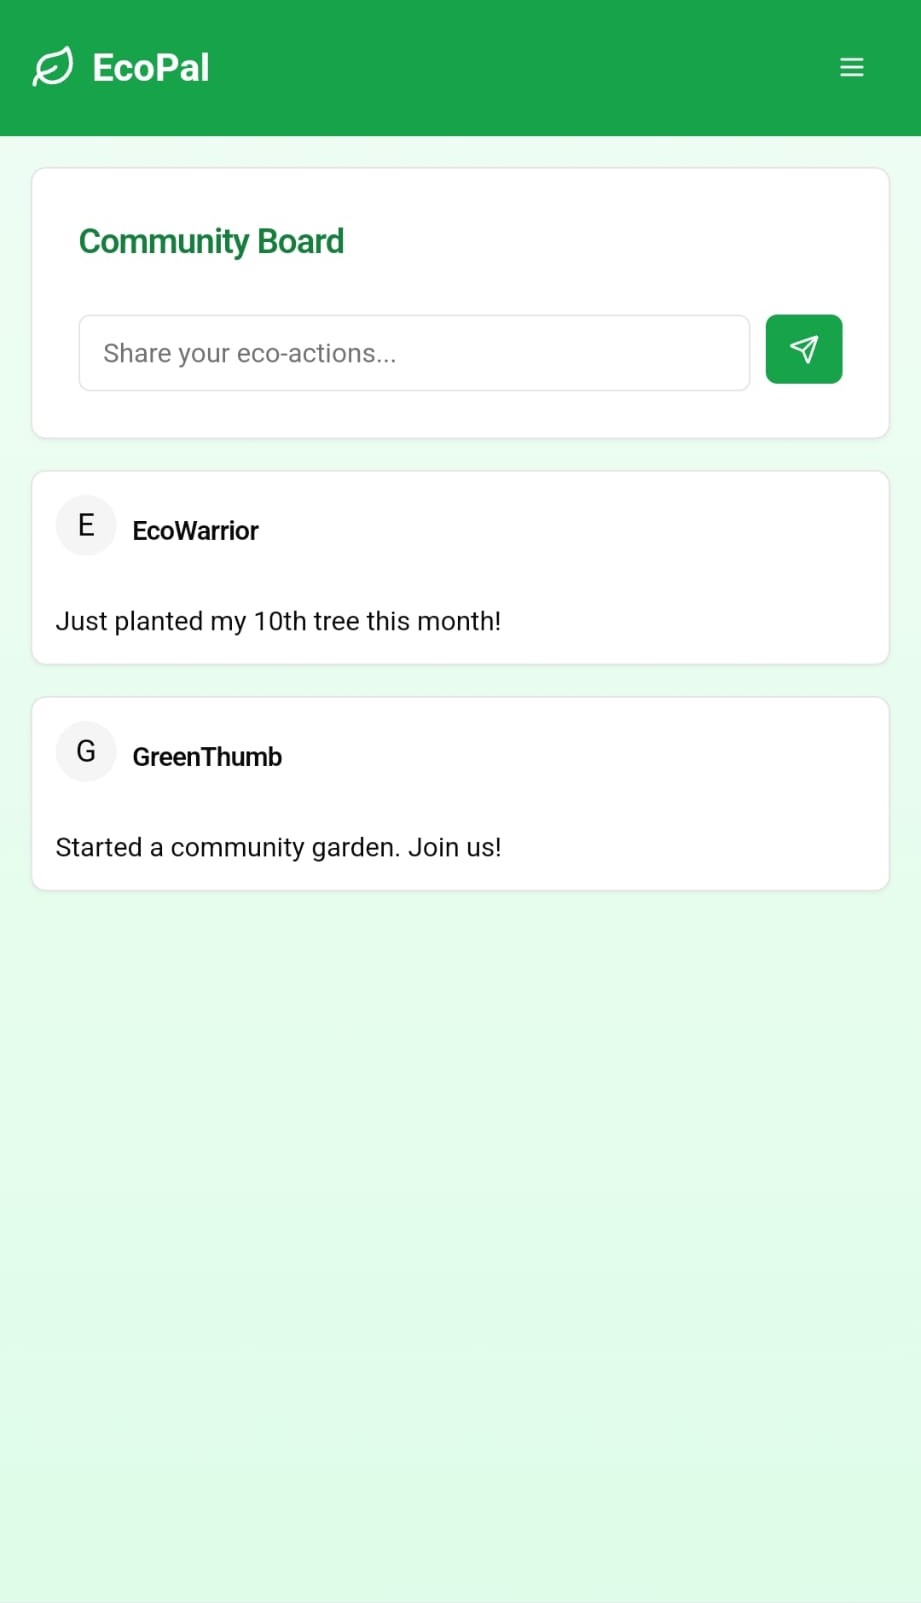 EcoPal
Community Board
Share your eco-actions...
E
EcoWarrior
Just planted my 10th tree this month!
G
GreenThumb
Started a community garden. Join us!